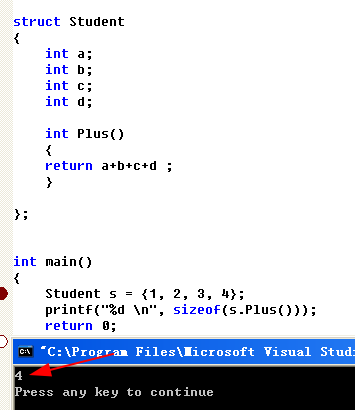 struct Student
{
int a;
int b;
int c;
int d;
int Plus()
{
return a+b+c+d ;
}
};
int main()
{
Student s = {1, 2, 3, 4};
printf("%d \n", sizeof(s.Plus()));
return 0;
"C:\Program Files\Microsoft Visual Studi
4
Press any key to continue